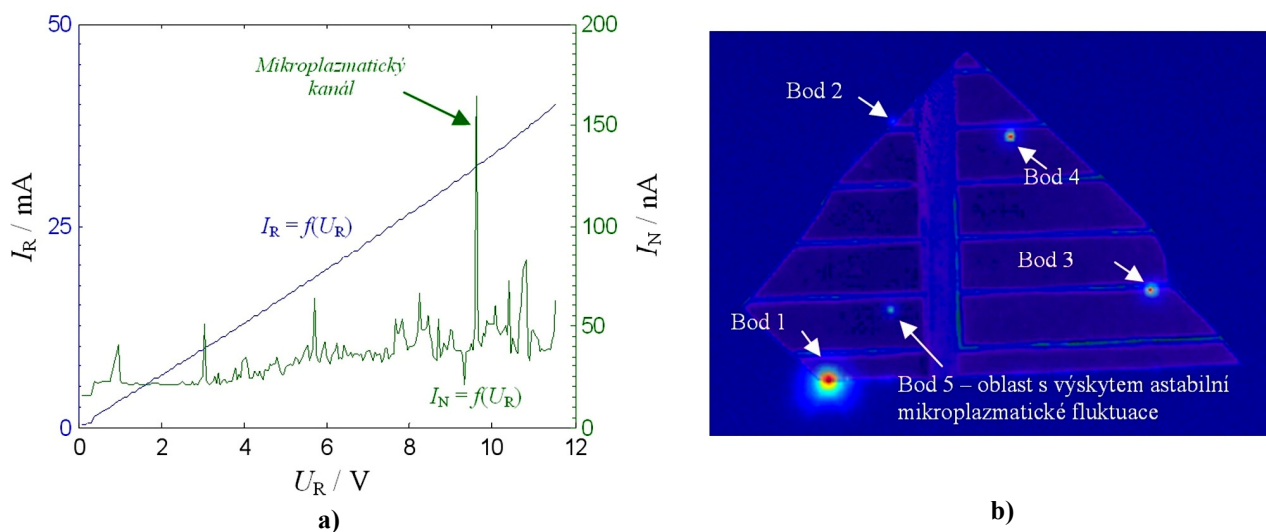 50
25
0
I_R / mA
200
150
100
50
0
I_N / nA
Mikroplazmatický
kanál
I_R = f(U_R)
I_N = f(U_R)
0 2 4 6 8 10 12
U_R / V
a)
Bod 2
Bod 4
Bod 3
Bod 1
Bod 5 – oblast s výskytem astabilní
mikroplazmatické fluktuace
b)